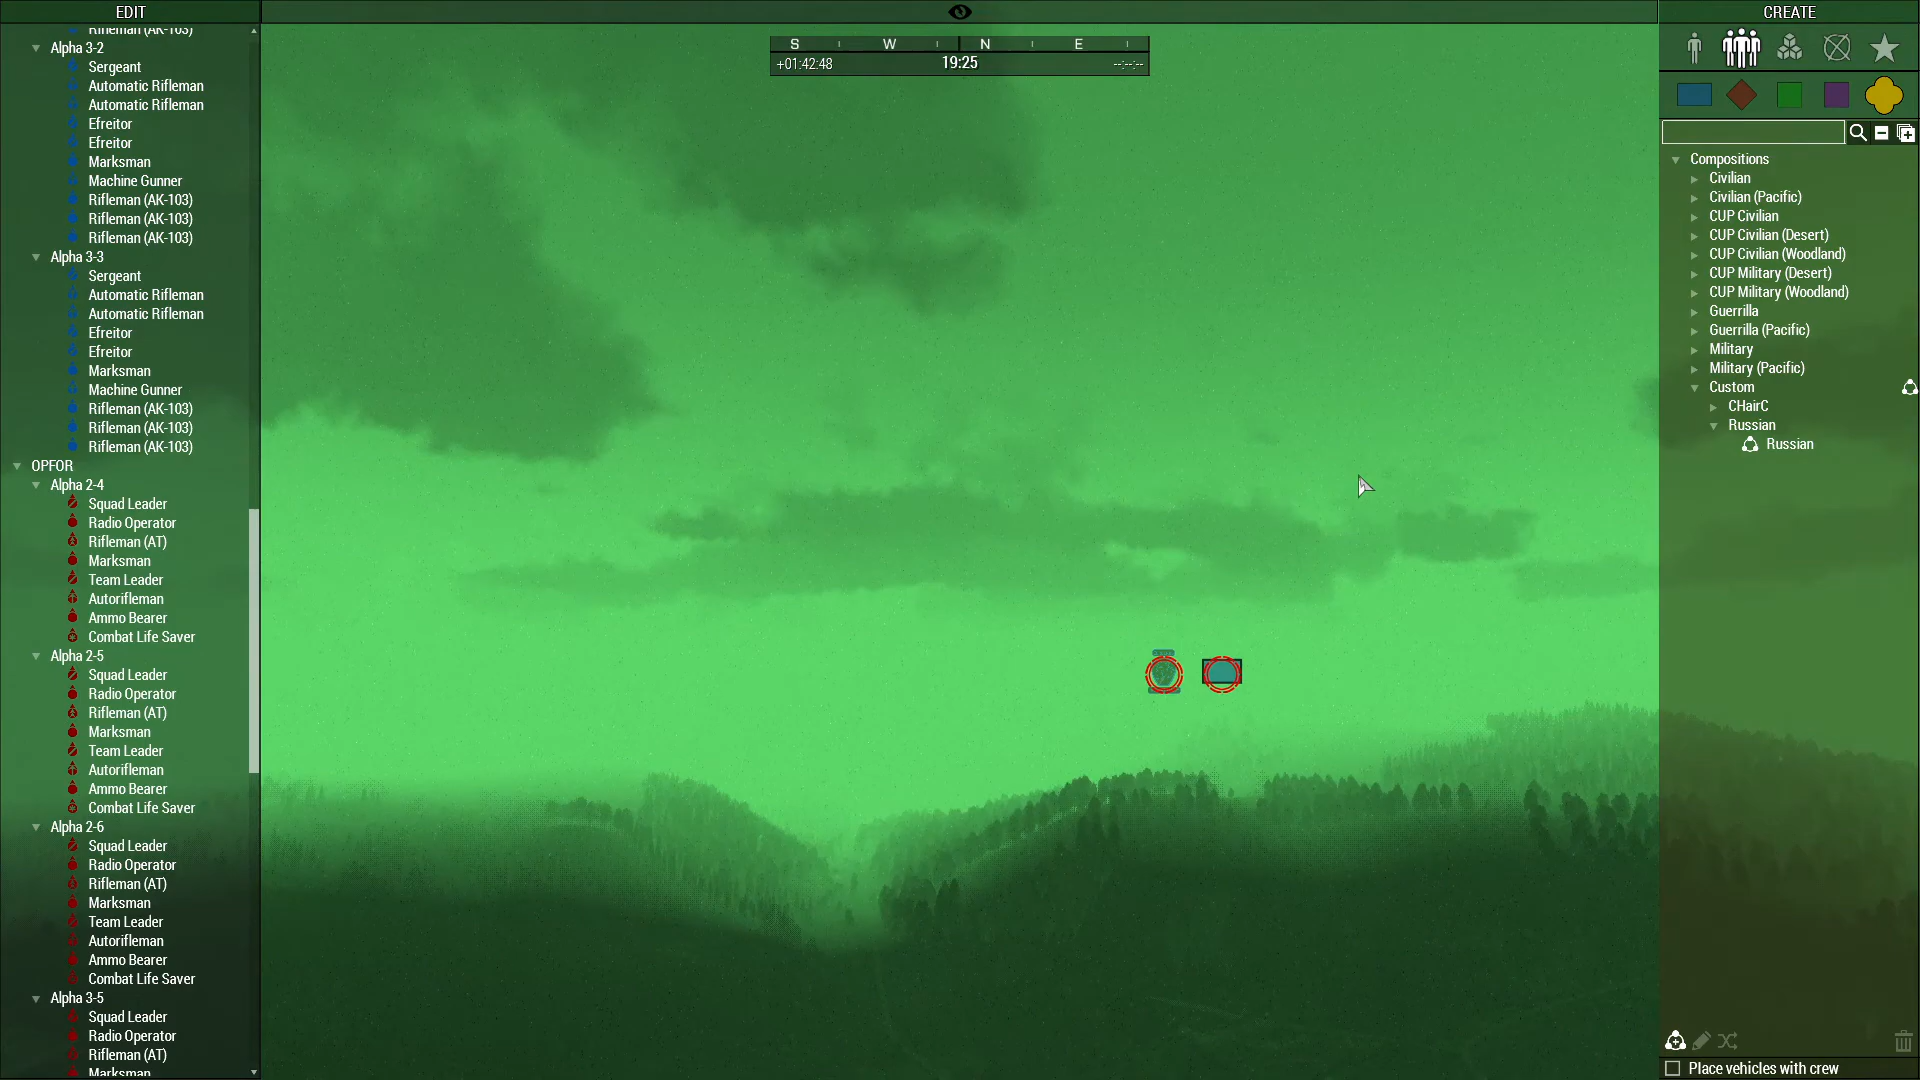 EDIT
Rifleman (AK-103)
Alpha 3-2
Sergeant
Automatic Rifleman
Automatic Rifleman
Efreitor
Efreitor
Marksman
Machine Gunner
Rifleman (AK-103)
Rifleman (AK-103)
Rifleman (AK-103)
Alpha 3-3
Sergeant
Automatic Rifleman
Automatic Rifleman
Efreitor
Efreitor
Marksman
Machine Gunner
Rifleman (AK-103)
Rifleman (AK-103)
Rifleman (AK-103)
OPFOR
Alpha 2-4
Squad Leader
Radio Operator
Rifleman (AT)
Marksman
Team Leader
Autorifleman
Ammo Bearer
Combat Life Saver
Alpha 2-5
Squad Leader
Radio Operator
Rifleman (AT)
Marksman
Team Leader
Autorifleman
Ammo Bearer
Combat Life Saver
Alpha 2-6
Squad Leader
Radio Operator
Rifleman (AT)
Marksman
Team Leader
Autorifleman
Ammo Bearer
Combat Life Saver
Alpha 3-5
Squad Leader
Radio Operator
Rifleman (AT)
Marksman
S W N E
+01:42:48 19:25 --:--:--
CREATE
Compositions
Civilian
Civilian (Pacific)
CUP Civilian
CUP Civilian (Desert)
CUP Civilian (Woodland)
CUP Military (Desert)
CUP Military (Woodland)
Guerrilla
Guerrilla (Pacific)
Military
Military (Pacific)
Custom
CHairC
Russian
Russian
Place vehicles with crew